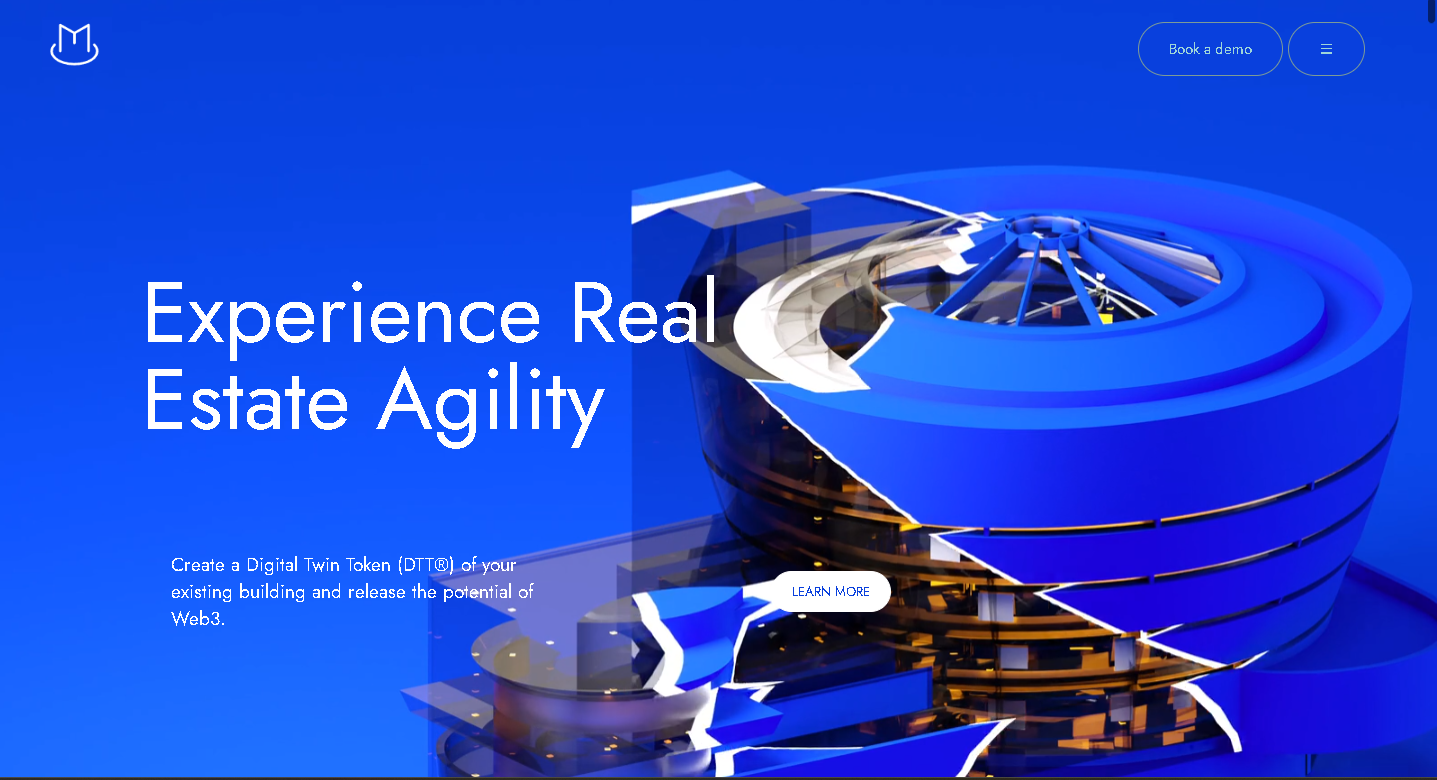 Book a demo
Experience Real
Estate Agility
Create a Digital Twin Token (DTT®) of your
existing building and release the potential of
Web3.
LEARN MORE